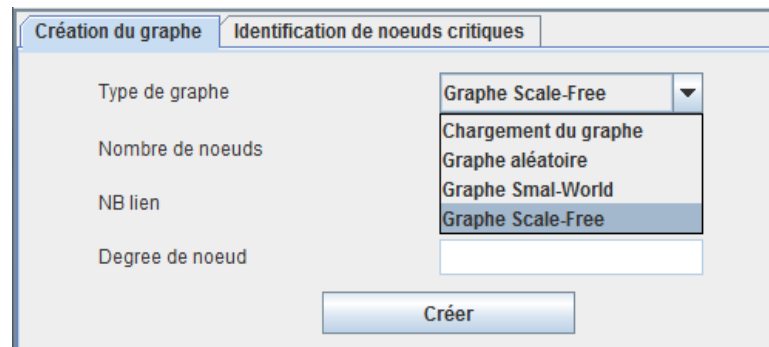 Création du graphe
Identification de noeuds critiques
Type de graphe
Graphe Scale-Free
Chargement du graphe
Nombre de noeuds
Graphe aléatoire
Graphe Smal-World
NB lien
Graphe Scale-Free
Degree de noeud
Créer